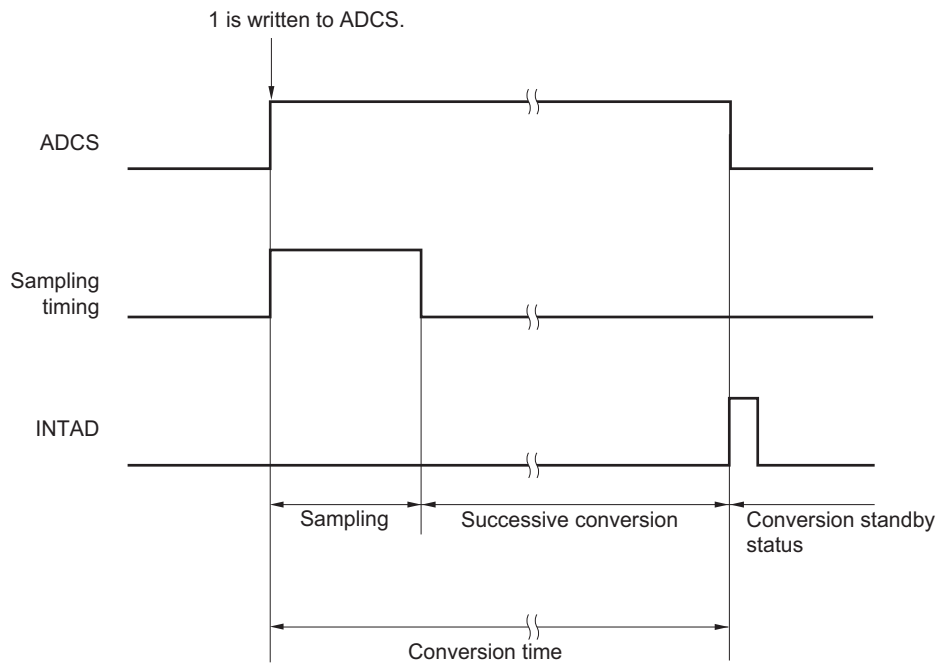 1 is written to ADCS.
ADCS
Sampling
timing
INTAD
Sampling
Successive conversion
Conversion standby
status
Conversion time